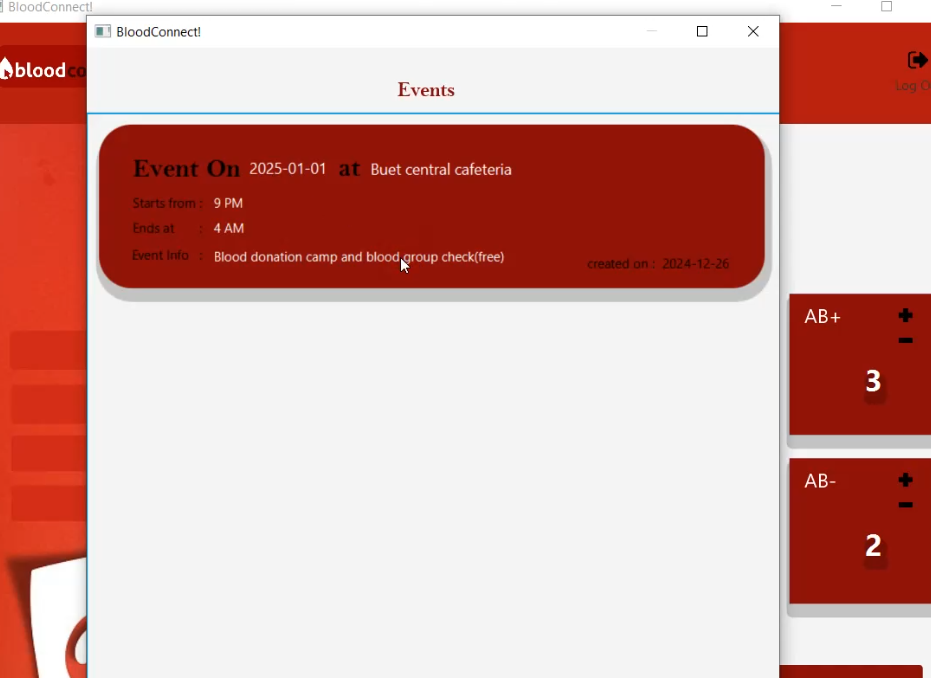 BloodConnect!
BloodConnect!
blood co
Log O
Events
Event On 2025-01-01 at Buet central cafeteria
Starts from : 9 PM
Ends at : 4 AM
Event Info : Blood donation camp and blood group check(free)
created on : 2024-12-26
AB+
3
AB-
2